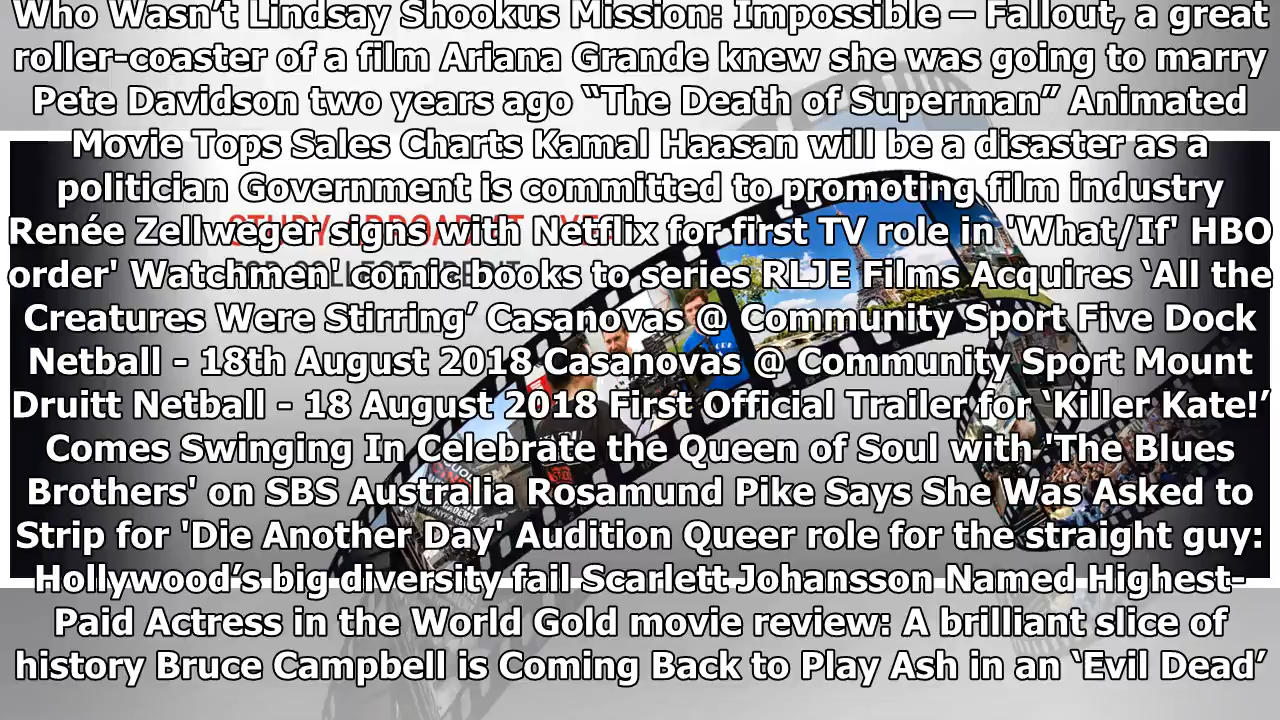 Who Wasn’t Lindsay Shookus Mission: Impossible – Fallout, a great
roller-coaster of a film Ariana Grande knew she was going to marry
Pete Davidson two years ago “The Death of Superman” Animated
Movie Tops Sales Charts Kamal Haasan will be a disaster as a
politician Government is committed to promoting film industry
Renée Zellweger signs with Netflix for first TV role in 'What/If' HBO
order' Watchmen' comic books to series RLJE Films Acquires ‘All the
Creatures Were Stirring’ Casanovas @ Community Sport Five Dock
Netball - 18th August 2018 Casanovas @ Community Sport Mount
Druitt Netball - 18 August 2018 First Official Trailer for ‘Killer Kate!’
Comes Swinging In Celebrate the Queen of Soul with 'The Blues
Brothers' on SBS Australia Rosamund Pike Says She Was Asked to
Strip for 'Die Another Day' Audition Queer role for the straight guy:
Hollywood’s big diversity fail Scarlett Johansson Named Highest-
Paid Actress in the World Gold movie review: A brilliant slice of
history Bruce Campbell is Coming Back to Play Ash in an ‘Evil Dead’